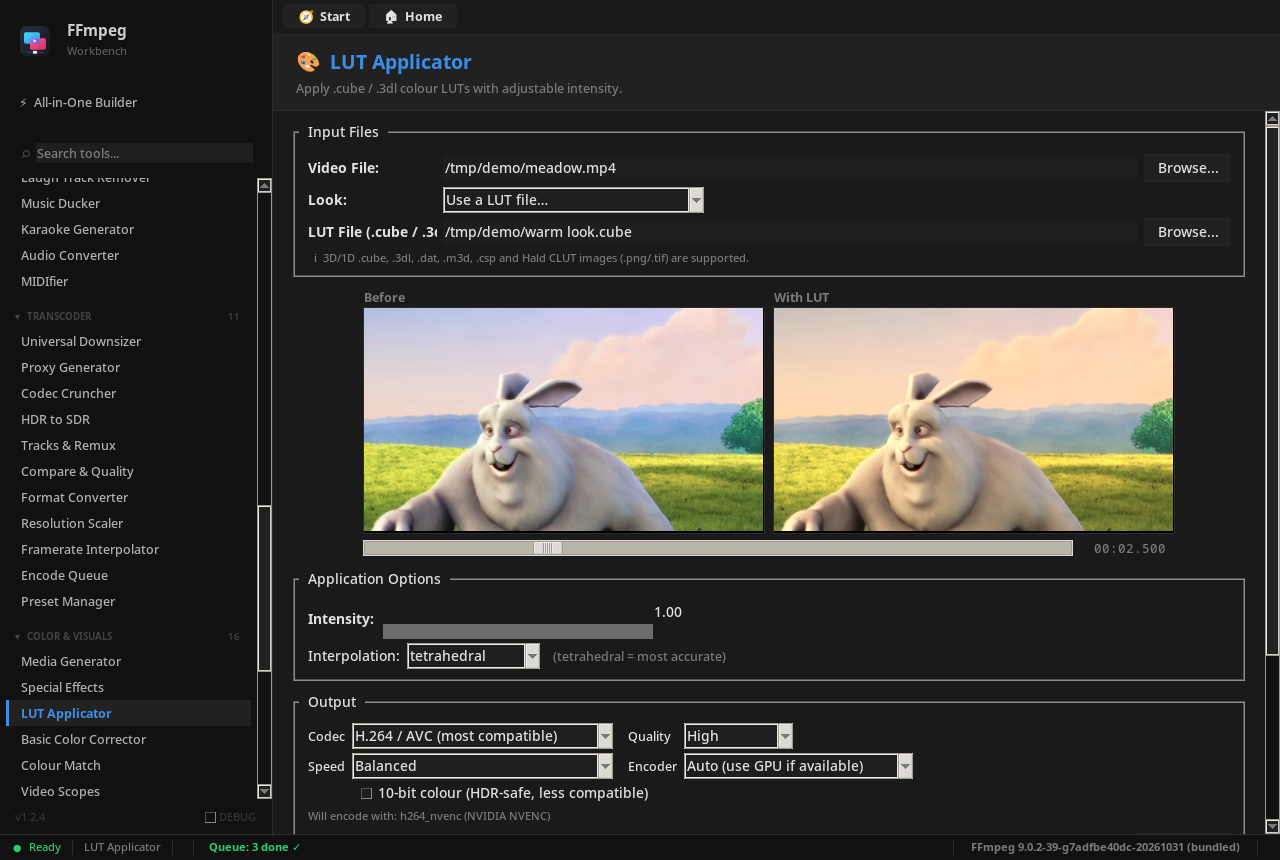 FFmpeg
Workbench
⚡ All-in-One Builder
Search tools...
Laugh Track Remover
Music Ducker
Karaoke Generator
Audio Converter
MIDIfier
▾ TRANSCODER 11
Universal Downsizer
Proxy Generator
Codec Cruncher
HDR to SDR
Tracks & Remux
Compare & Quality
Format Converter
Resolution Scaler
Framerate Interpolator
Encode Queue
Preset Manager
▾ COLOR & VISUALS 16
Media Generator
Special Effects
LUT Applicator
Basic Color Corrector
Colour Match
Video Scopes
v1.2.4 DEBUG
Start Home
LUT Applicator
Apply .cube / .3dl colour LUTs with adjustable intensity.
Input Files
Video File: /tmp/demo/meadow.mp4 Browse...
Look: Use a LUT file...
LUT File (.cube / .3d /tmp/demo/warm look.cube Browse...
i 3D/1D .cube, .3dl, .dat, .m3d, .csp and Hald CLUT images (.png/.tif) are supported.
Before With LUT
00:02.500
Application Options
Intensity: 1.00
Interpolation: tetrahedral (tetrahedral = most accurate)
Output
Codec H.264 / AVC (most compatible) Quality High
Speed Balanced Encoder Auto (use GPU if available)
10-bit colour (HDR-safe, less compatible)
Will encode with: h264_nvenc (NVIDIA NVENC)
● Ready LUT Applicator Queue: 3 done ✓ FFmpeg 9.0.2-39-g7adfbe40dc-20261031 (bundled)